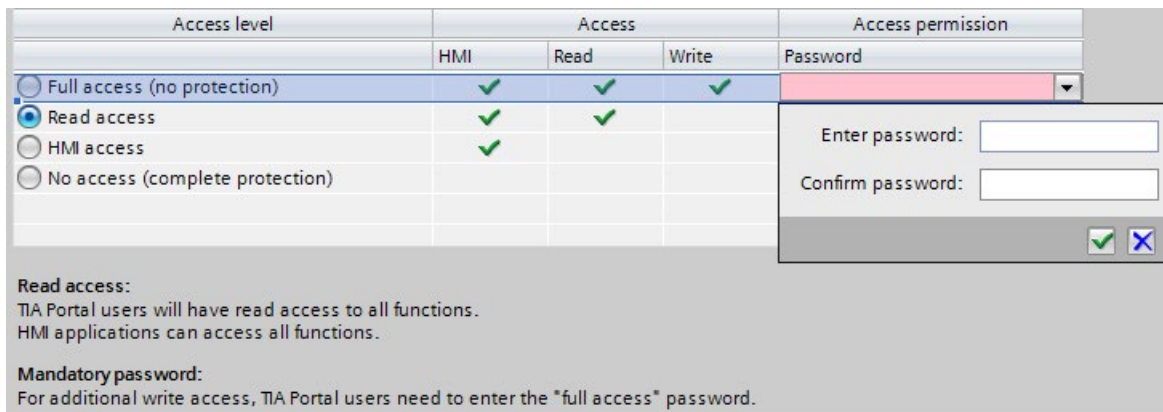 Access level Access Access permission
HMI Read Write Password
Full access (no protection)
Read access
HMI access
No access (complete protection)
Enter password:
Confirm password:
Read access:
TIA Portal users will have read access to all functions.
HMI applications can access all functions.
Mandatory password:
For additional write access, TIA Portal users need to enter the "full access" password.